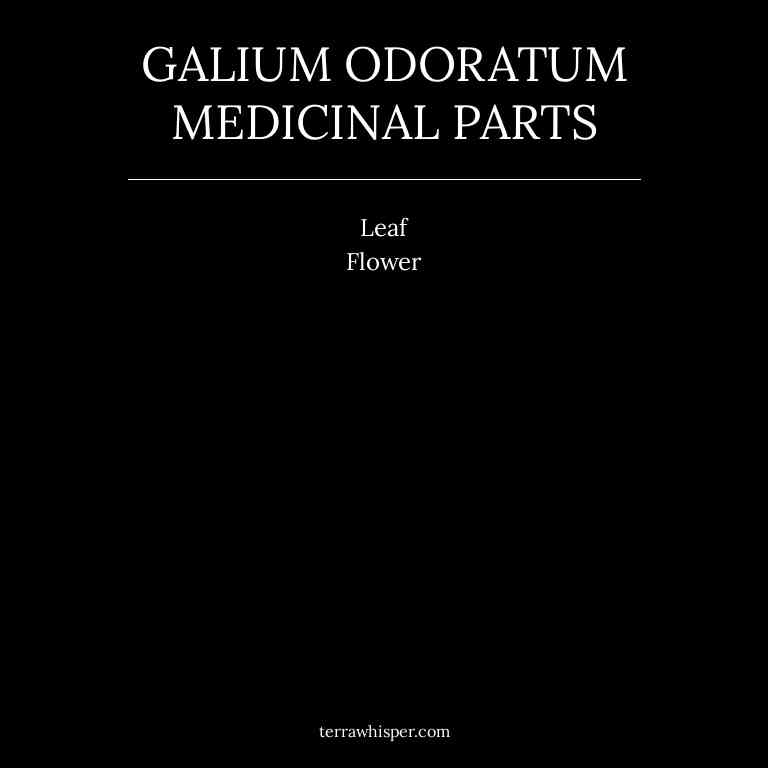 GALIUM ODORATUM
MEDICINAL PARTS
Leaf
Flower
terrawhisper.com